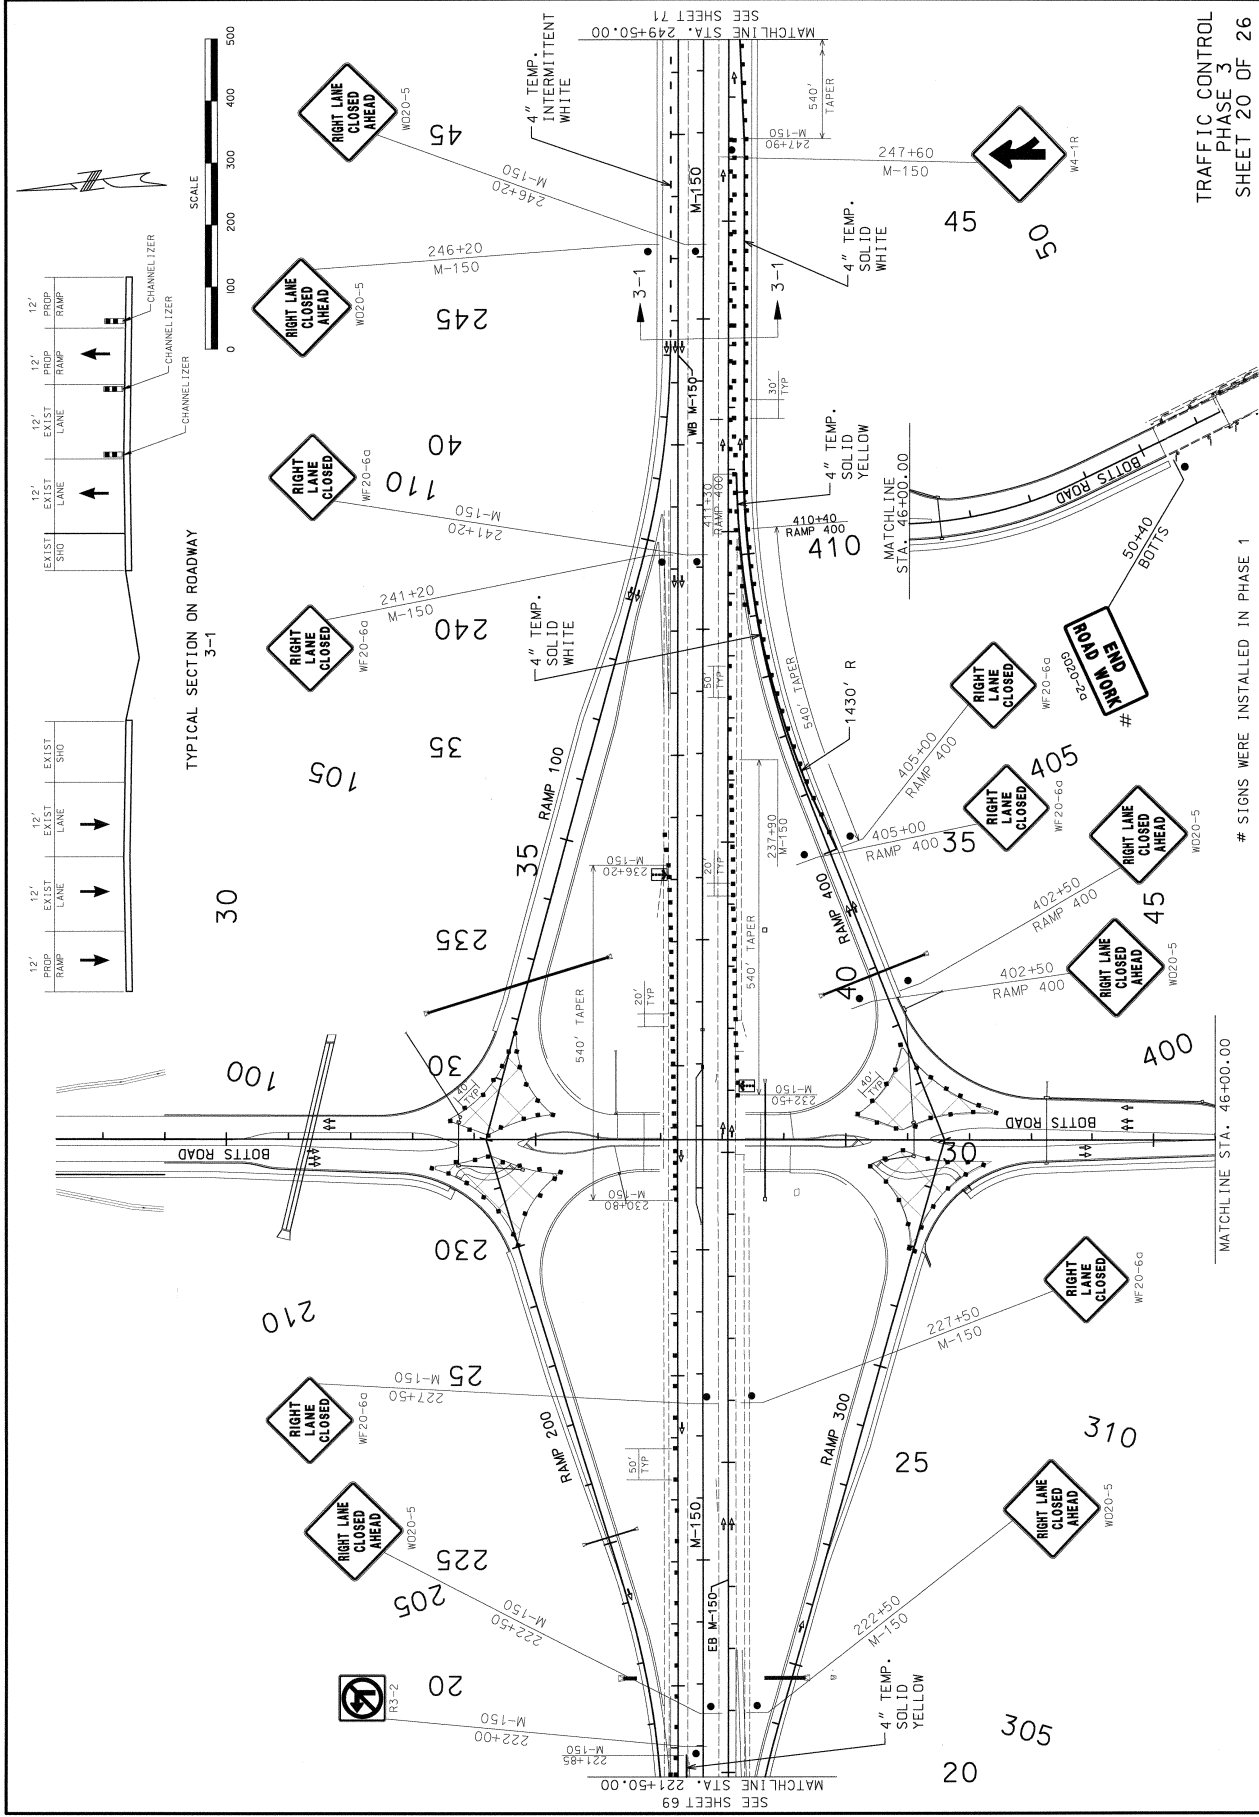 TRAFFIC CONTROL
PHASE 3
SHEET 20 OF 26
12'
PROP
RAMP
12'
EXIST
LANE
12'
EXIST
LANE
EXIST
SHO
EXIST
SHO
12'
EXIST
LANE
12'
EXIST
LANE
12'
PROP
RAMP
12'
PROP
RAMP
CHANNELIZER
CHANNELIZER
CHANNELIZER
TYPICAL SECTION ON ROADWAY
3-1
SCALE
0
100
200
300
400
500
R3-2
222+00
M-150
221+85
M-150
RIGHT LANE
CLOSED
AHEAD
WO20-5
222+50
M-150
RIGHT
LANE
CLOSED
WF20-6a
227+50
M-150
RIGHT
LANE
CLOSED
WF20-6a
241+20
M-150
RIGHT
LANE
CLOSED
WF20-6a
241+20
M-150
RIGHT LANE
CLOSED
AHEAD
WO20-5
246+20
M-150
RIGHT LANE
CLOSED
AHEAD
WO20-5
246+20
M-150
20
205
225
25
210
230
30
100
235
35
30
105
35
240
110
40
245
45
4" TEMP.
SOLID
WHITE
4" TEMP.
INTERMITTENT
WHITE
MATCHLINE STA. 249+50.00
SEE SHEET 71
SEE SHEET 69
MATCHLINE STA. 221+50.00
RAMP 200
RAMP 100
BOTTS ROAD
50'
TYP
40'
TYP
230+80
M-150
540' TAPER
20'
TYP
236+20
M-150
50'
TYP
20'
TYP
M-150
EB M-150
WB M-150
M-150
3-1
3-1
411+30
RAMP 400
30'
TYP
232+50
M-150
540' TAPER
237+90
M-150
40'
TYP
RAMP 300
RAMP 400
BOTTS ROAD
30
40
540' TAPER
1430' R
410+40
RAMP 400
410
4" TEMP.
SOLID
YELLOW
4" TEMP.
SOLID
WHITE
247+90
M-150
540'
TAPER
247+60
M-150
W4-1R
45
50
4" TEMP.
SOLID
YELLOW
20
305
25
310
222+50
M-150
RIGHT LANE
CLOSED
AHEAD
WO20-5
227+50
M-150
RIGHT
LANE
CLOSED
WF20-6a
MATCHLINE STA. 46+00.00
400
402+50
RAMP 400
RIGHT LANE
CLOSED
AHEAD
WO20-5
402+50
RAMP 400
RIGHT LANE
CLOSED
AHEAD
WO20-5
45
35
405+00
RAMP 400
RIGHT
LANE
CLOSED
WF20-6a
405
405+00
RAMP 400
RIGHT
LANE
CLOSED
WF20-6a
#
END
ROAD WORK
GO20-2a
50+40
BOTTS
BOTTS ROAD
MATCHLINE
STA. 46+00.00
# SIGNS WERE INSTALLED IN PHASE 1